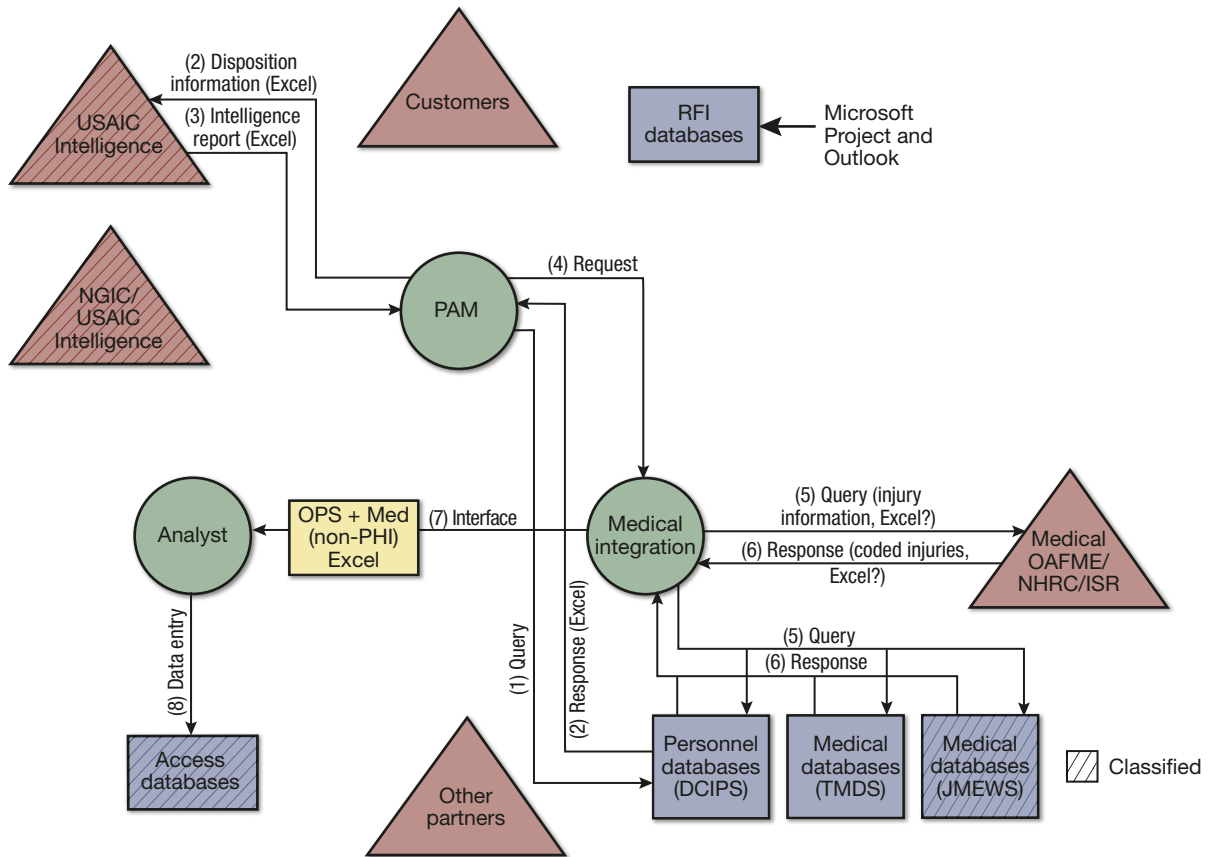 (2) Disposition
information (Excel)
(3) Intelligence
report (Excel)
USAIC
Intelligence
Customers
RFI
databases
Microsoft
Project and
Outlook
NGIC/
USAIC
Intelligence
PAM
(4) Request
Analyst
OPS + Med
(non-PHI)
Excel
(7) Interface
Medical
integration
(5) Query (injury
information, Excel?)
(6) Response (coded injuries,
Excel?)
Medical
OAFME/
NHRC/ISR
(8) Data entry
(1) Query
(2) Response (Excel)
(5) Query
(6) Response
Access
databases
Other
partners
Personnel
databases
(DCIPS)
Medical
databases
(TMDS)
Medical
databases
(JMEWS)
Classified